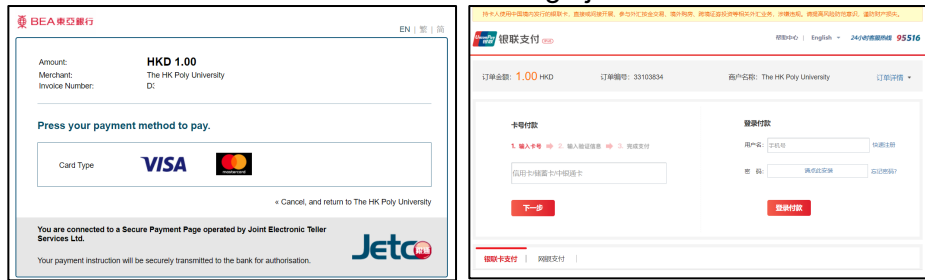 BEA東亞銀行
EN | 繁 | 简
Amount: HKD 1.00
Merchant: The HK Poly University
Invoice Number: D:
Press your payment method to pay.
Card Type VISA mastercard
« Cancel, and return to The HK Poly University
You are connected to a Secure Payment Page operated by Joint Electronic Teller
Services Ltd.
Your payment instruction will be securely transmitted to the bank for authorisation.
Jetco
银联支付
帮助中心 | English 24小时客服热线 95516
订单金额: 1.00 HKD 订单编号: 33103834 商户名称: The HK Poly University 订单详情
卡号付款
1. 输入卡号 2. 输入验证信息 3. 完成支付
信用卡/储蓄卡/中银通卡
下一步
登录付款
用户名: 手机号 快速注册
密 码: 请点此安装 忘记密码?
登录付款
银联卡支付 | 网银支付 |